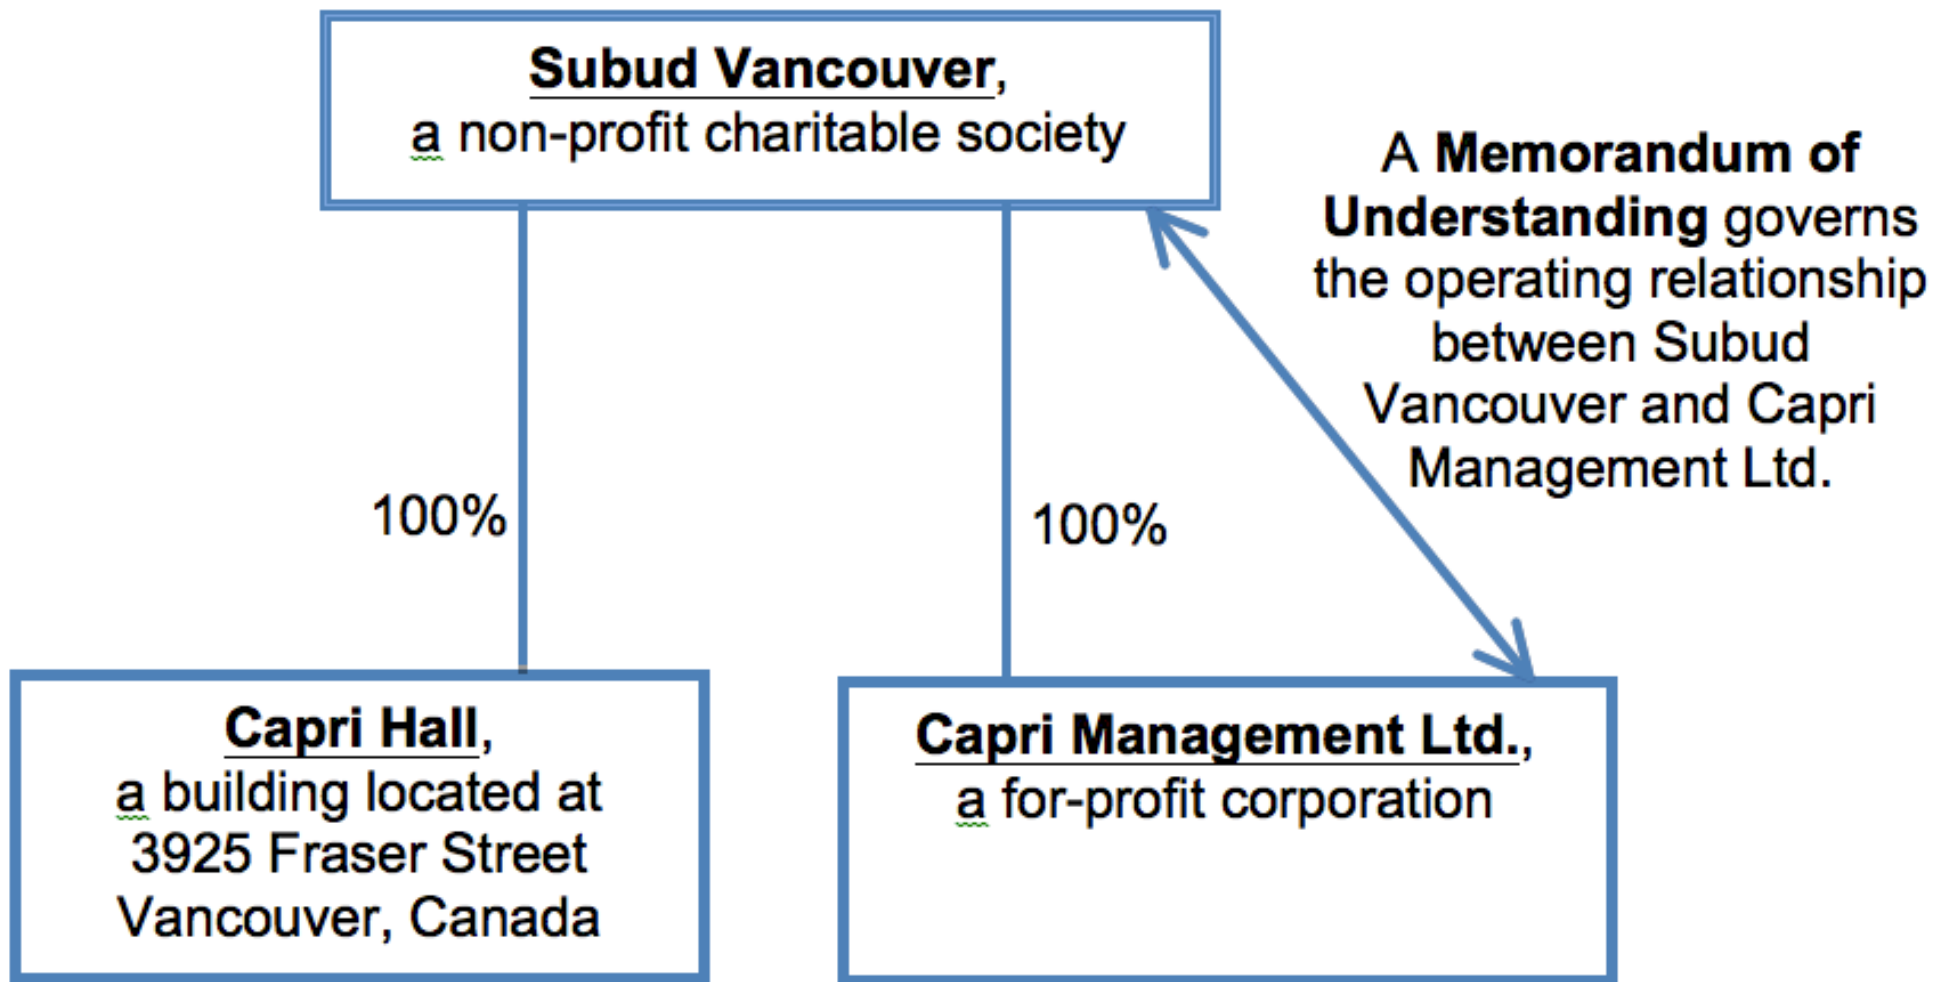 Subud Vancouver,
a non-profit charitable society
A Memorandum of
Understanding governs
the operating relationship
between Subud
Vancouver and Capri
Management Ltd.
100%
100%
Capri Hall,
a building located at
3925 Fraser Street
Vancouver, Canada
Capri Management Ltd.,
a for-profit corporation